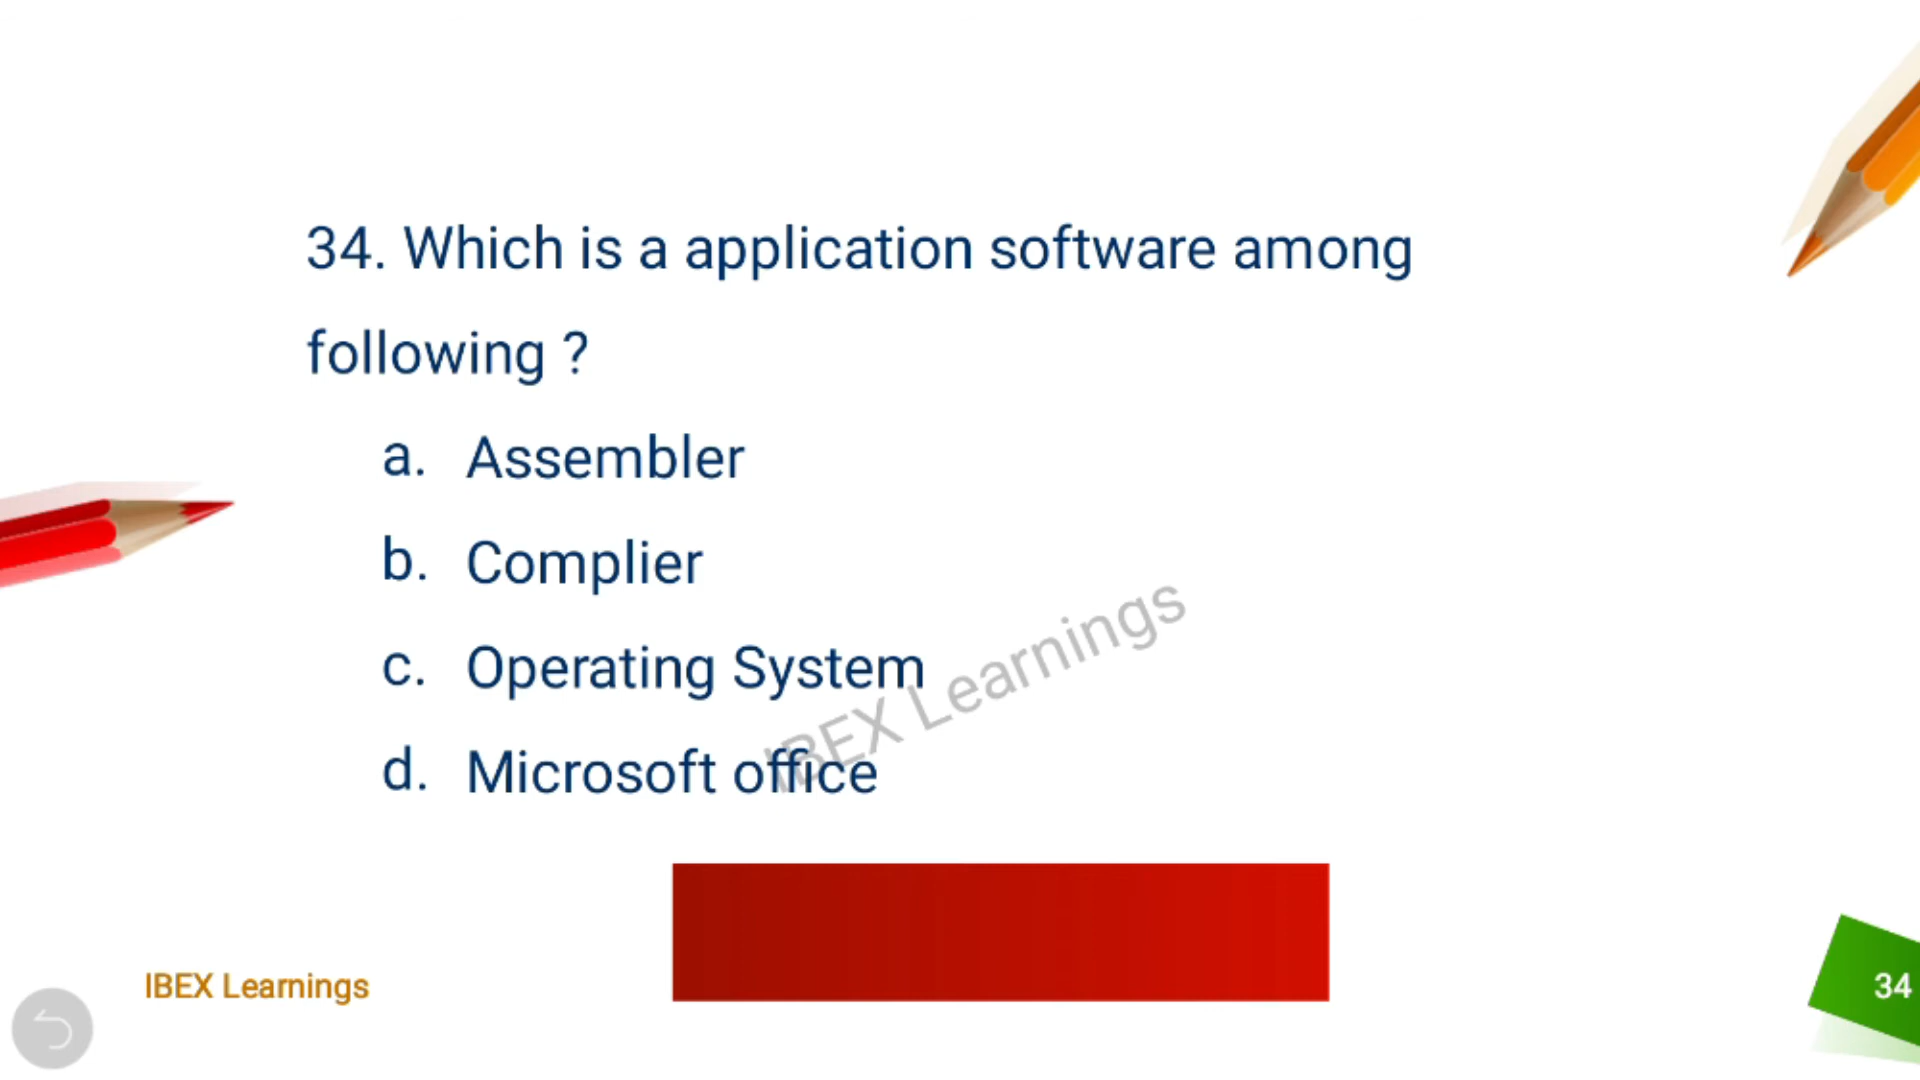 34. Which is a application software among
following ?
a. Assembler
b. Complier
c. Operating System
d. Microsoft office
IBEX Learnings
IBEX Learnings
34